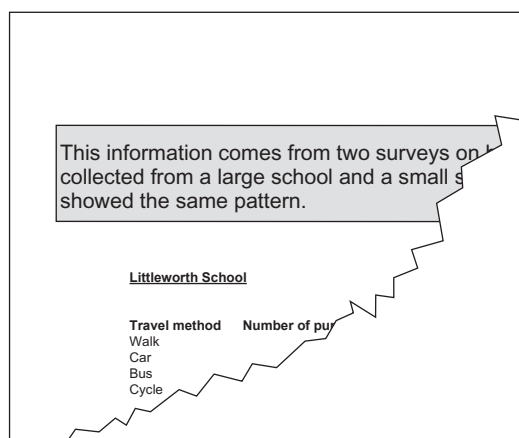 This information comes from two surveys on
collected from a large school and a small
showed the same pattern.
Littleworth School
Travel method Number of
Walk
Car
Bus
Cycle